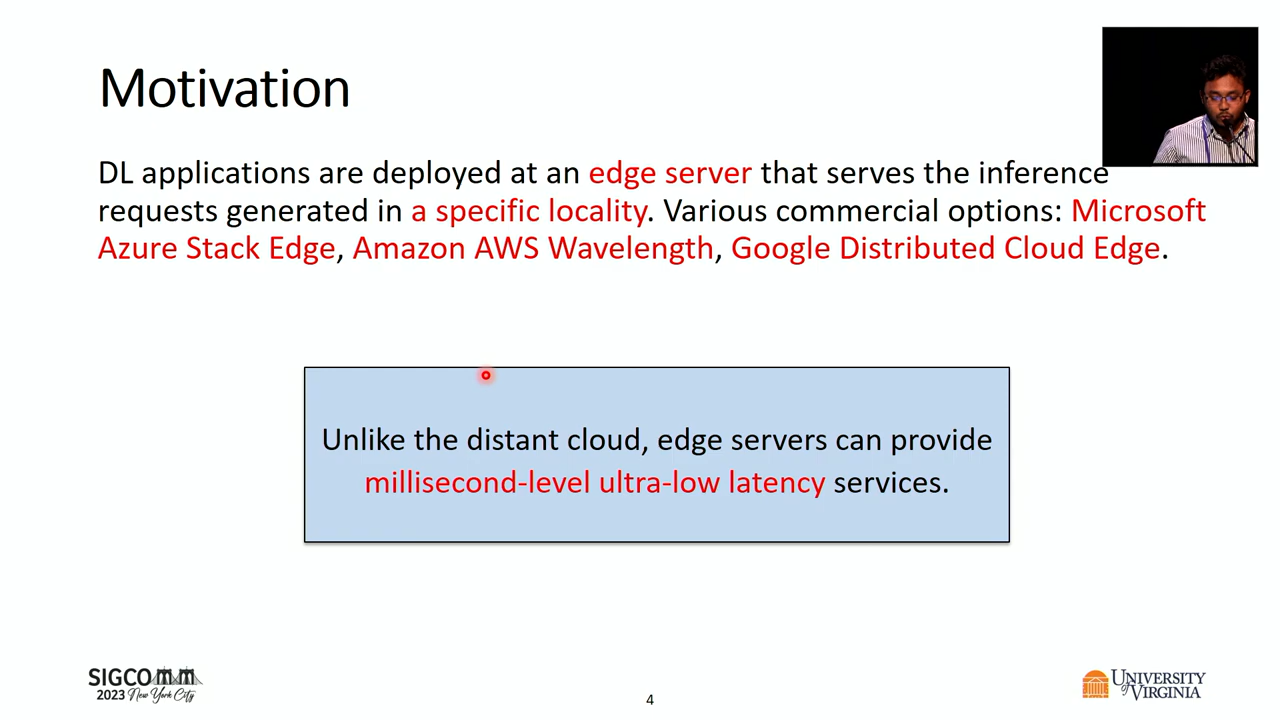 Motivation
DL applications are deployed at an edge server that serves the inference
requests generated in a specific locality. Various commercial options: Microsoft
Azure Stack Edge, Amazon AWS Wavelength, Google Distributed Cloud Edge.
Unlike the distant cloud, edge servers can provide
millisecond-level ultra-low latency services.
SIGCOMM
2023 New York City
4
UNIVERSITY
of VIRGINIA